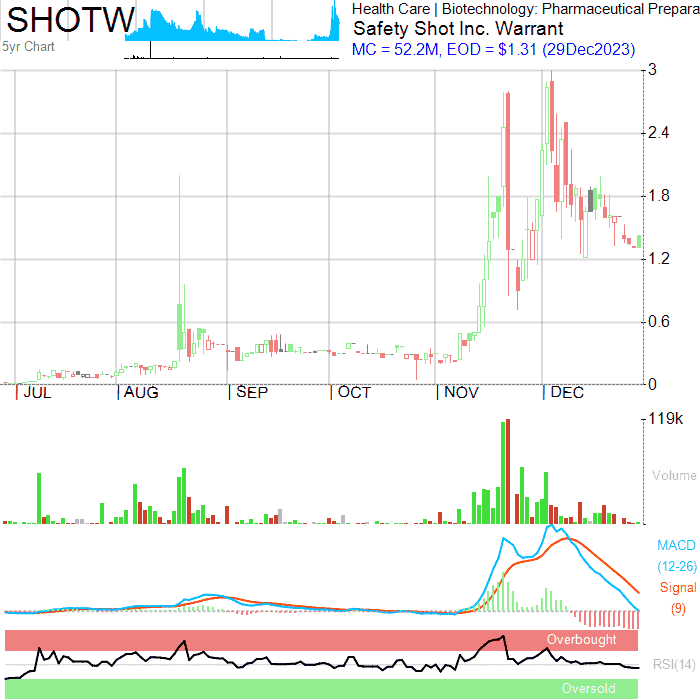 SHOTW
5yr Chart
Health Care | Biotechnology: Pharmaceutical Prepara
Safety Shot Inc. Warrant
MC = 52.2M, EOD = $1.31 (29Dec2023)
3
2.4
1.8
1.2
0.6
0
JUL AUG SEP OCT NOV DEC
119k
Volume
MACD
(12-26)
Signal
(9)
Overbought
RSI(14)
Oversold